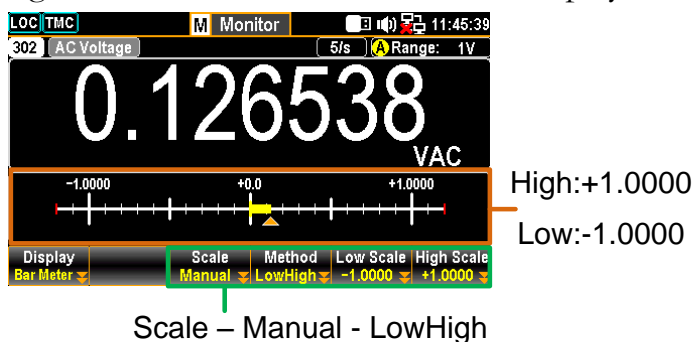 LOC TMC M Monitor 11:45:39
302 AC Voltage 5/s A Range: 1V
0.126538
VAC
-1.0000 +0.0 +1.0000
High:+1.0000
Low:-1.0000
Display Scale Method Low Scale High Scale
Bar Meter Manual LowHigh -1.0000 +1.0000
Scale – Manual - LowHigh